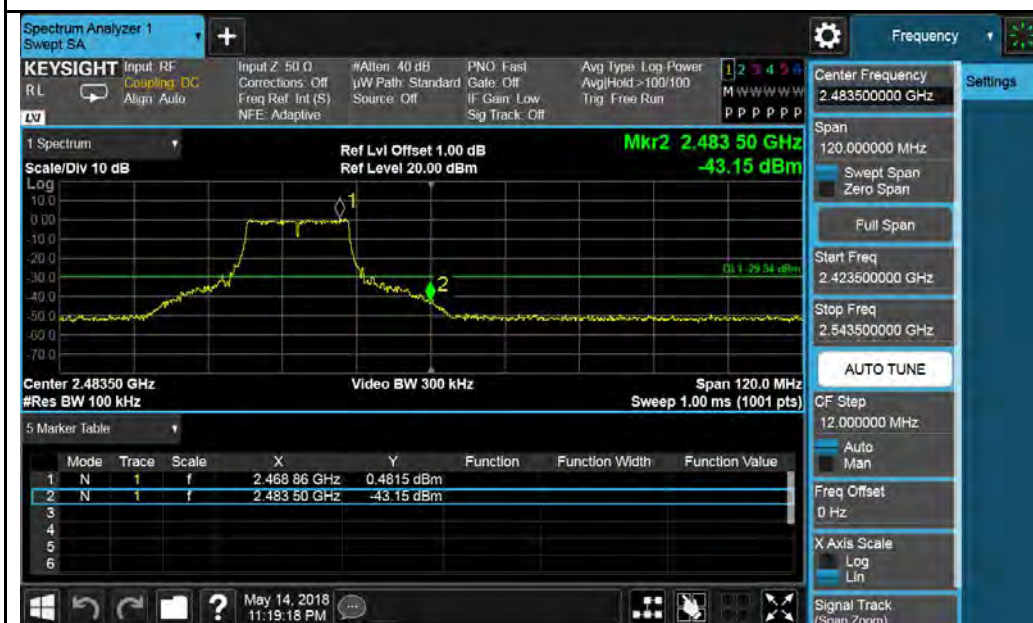 Spectrum Analyzer 1
Swept SA
+
Frequency
KEYSIGHT Input: RF
RL Coupling: DC
Align: Auto
LXI
Input Z: 50 Ω
Corrections: Off
Freq Ref: Int (S)
NFE: Adaptive
#Atten: 40 dB
µW Path: Standard
Source: Off
PNO: Fast
Gate: Off
IF Gain: Low
Sig Track: Off
Avg Type: Log-Power
Avg|Hold:>100/100
Trig: Free Run
1 2 3 4 5 6
M W W W W W
P P P P P P
1 Spectrum
Scale/Div 10 dB
Ref Lvl Offset 1.00 dB
Ref Level 20.00 dBm
Mkr2 2.483 50 GHz
-43.15 dBm
Log
10.0
0.00
-10.0
-20.0
-30.0
-40.0
-50.0
-60.0
-70.0
1
2
DL1 -29.34 dBm
Center 2.48350 GHz
#Res BW 100 kHz
Video BW 300 kHz
Span 120.0 MHz
Sweep 1.00 ms (1001 pts)
5 Marker Table
Mode Trace Scale X Y Function Function Width Function Value
1 N 1 f 2.468 86 GHz 0.4815 dBm
2 N 1 f 2.483 50 GHz -43.15 dBm
3
4
5
6
Center Frequency
2.483500000 GHz
Settings
Span
120.000000 MHz
Swept Span
Zero Span
Full Span
Start Freq
2.423500000 GHz
Stop Freq
2.543500000 GHz
AUTO TUNE
CF Step
12.000000 MHz
Auto
Man
Freq Offset
0 Hz
X Axis Scale
Log
Lin
Signal Track
(Span Zoom)
?
May 14, 2018
11:19:18 PM